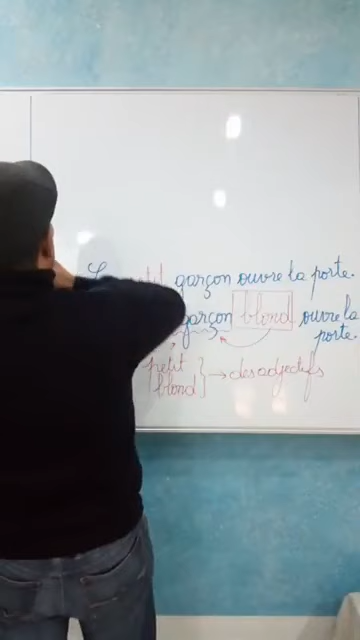 garçon ouvre la porte.
garçon blond ouvre la
porte.
petit
blond } → des adjectifs